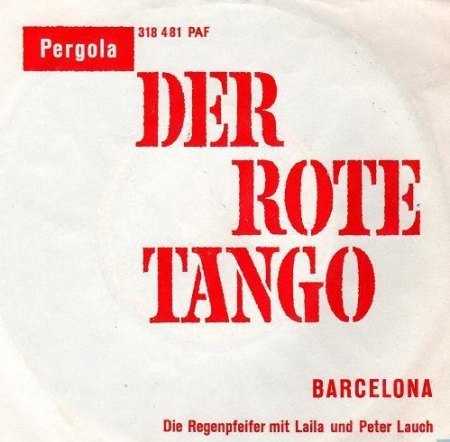 Pergola
318 481 PAF
DER
ROTE
TANGO
BARCELONA
Die Regenpfeifer mit Laila und Peter Lauch